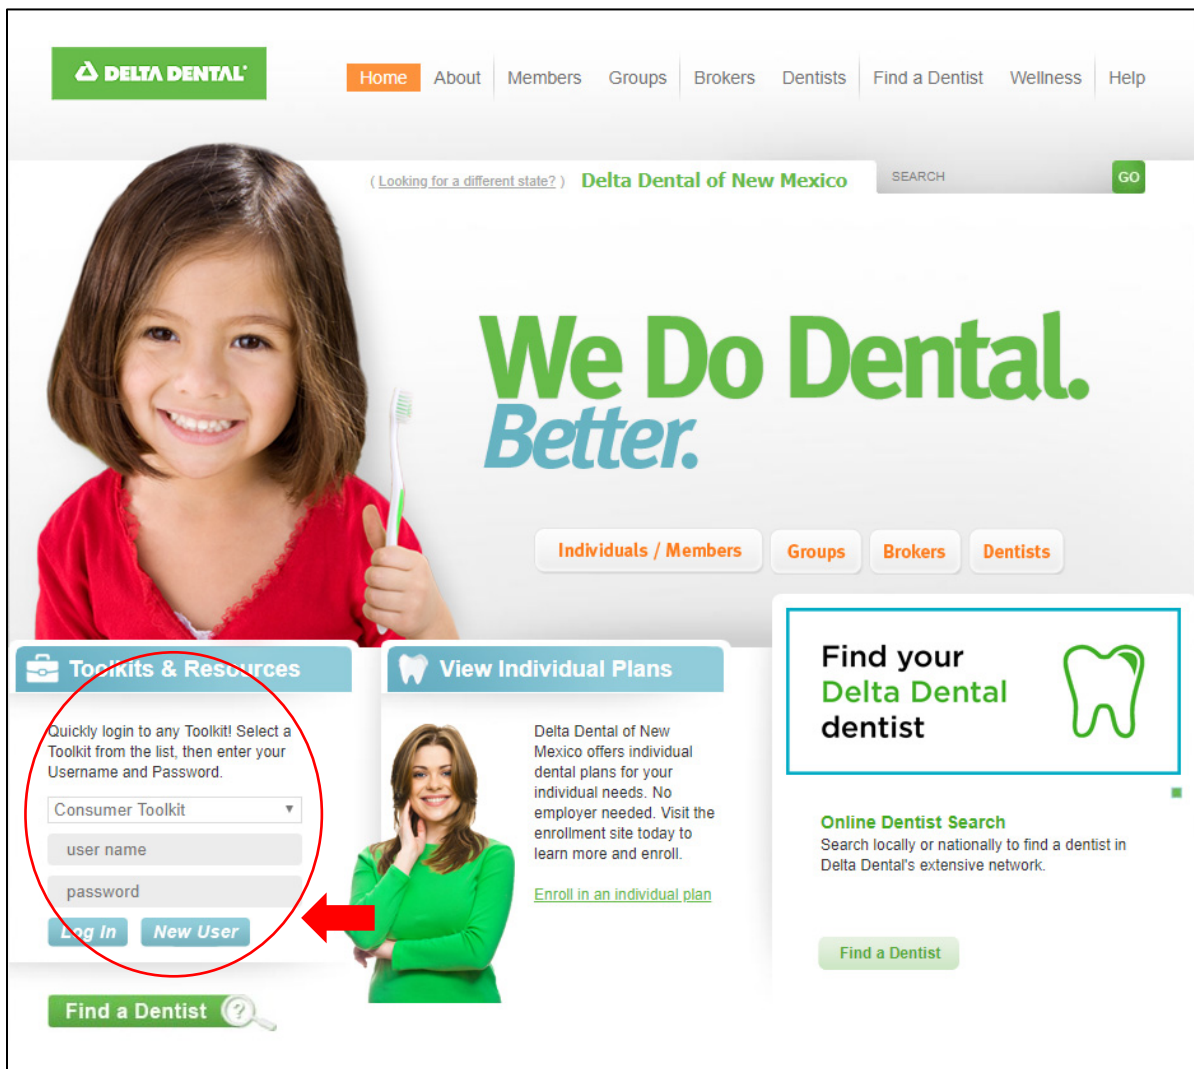 DELTA DENTAL
Home About Members Groups Brokers Dentists Find a Dentist Wellness Help
( Looking for a different state? ) Delta Dental of New Mexico SEARCH GO
We Do Dental.
Better.
Individuals / Members Groups Brokers Dentists
Toolkits & Resources
Quickly login to any Toolkit! Select a
Toolkit from the list, then enter your
Username and Password.
Consumer Toolkit
user name
password
Log In New User
Find a Dentist ?
View Individual Plans
Delta Dental of New
Mexico offers individual
dental plans for your
individual needs. No
employer needed. Visit the
enrollment site today to
learn more and enroll.
Enroll in an individual plan
Find your
Delta Dental
dentist
Online Dentist Search
Search locally or nationally to find a dentist in
Delta Dental's extensive network.
Find a Dentist